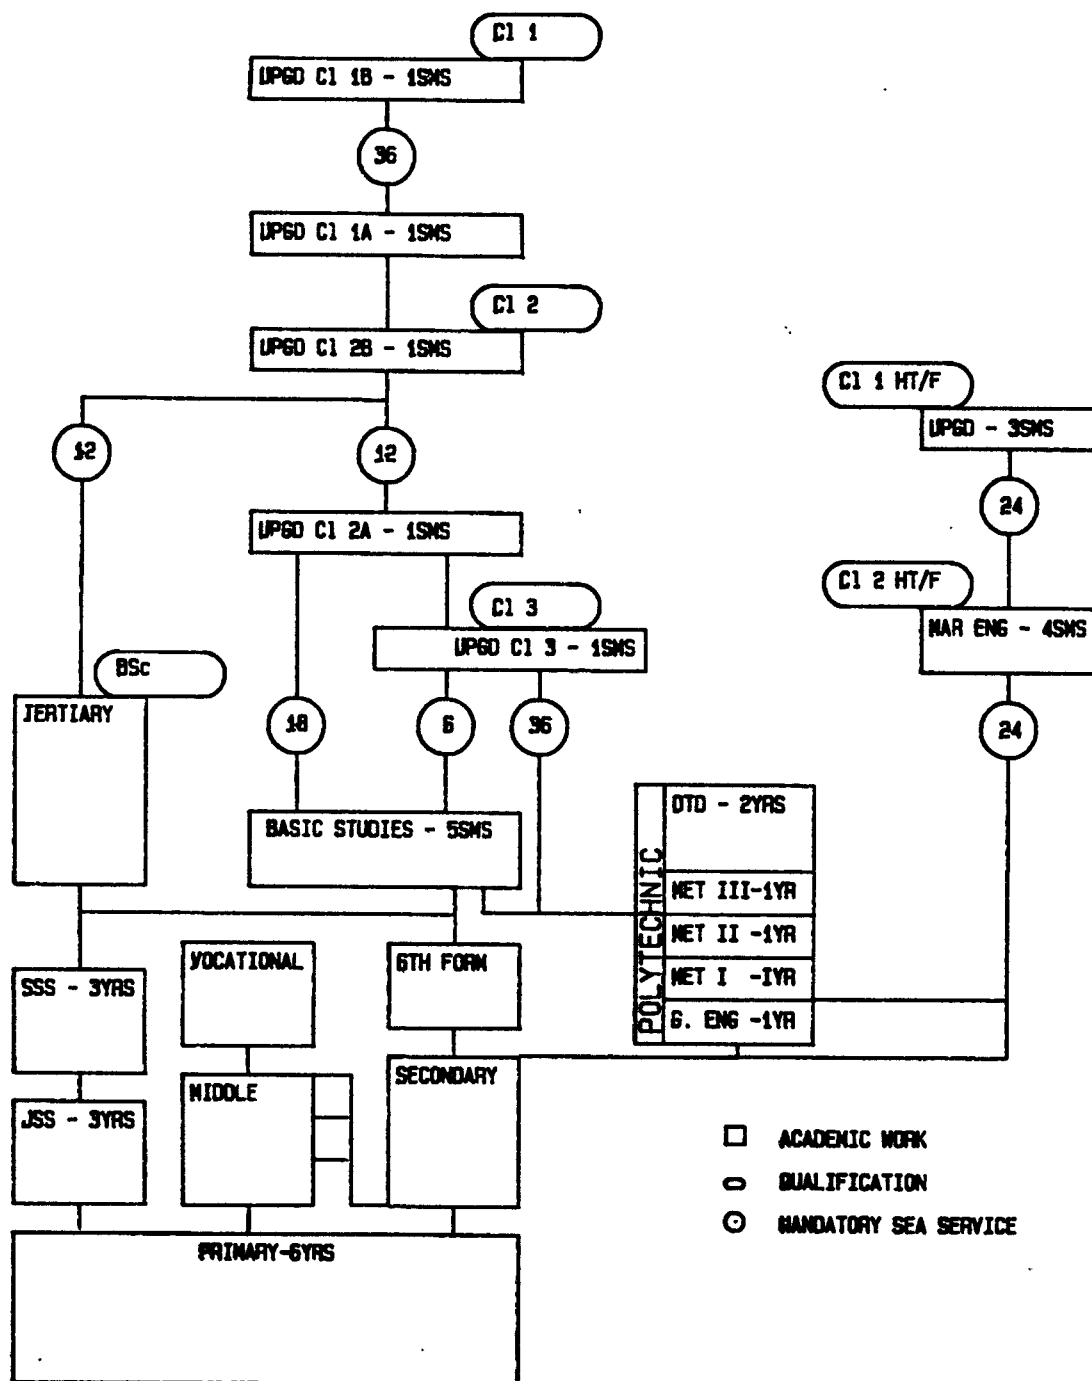 Cl 1
UPGD Cl 1B - 1SMS
36
UPGD Cl 1A - 1SMS
Cl 2
UPGD Cl 2B - 1SMS
Cl 1 HT/F
UPGD - 3SMS
12
12
24
UPGD Cl 2A - 1SMS
Cl 2 HT/F
Cl 3
MAR ENG - 4SMS
UPGD Cl 3 - 1SMS
BSc
TERTIARY
18
6
36
24
POLYTECHNIC
DTD - 2YRS
BASIC STUDIES - 5SMS
MET III-1YR
MET II -1YR
MET I -IYR
G. ENG -1YR
VOCATIONAL
6TH FORM
SSS - 3YRS
MIDDLE
SECONDARY
JSS - 3YRS
ACADEMIC WORK
QUALIFICATION
MANDATORY SEA SERVICE
PRIMARY-6YRS